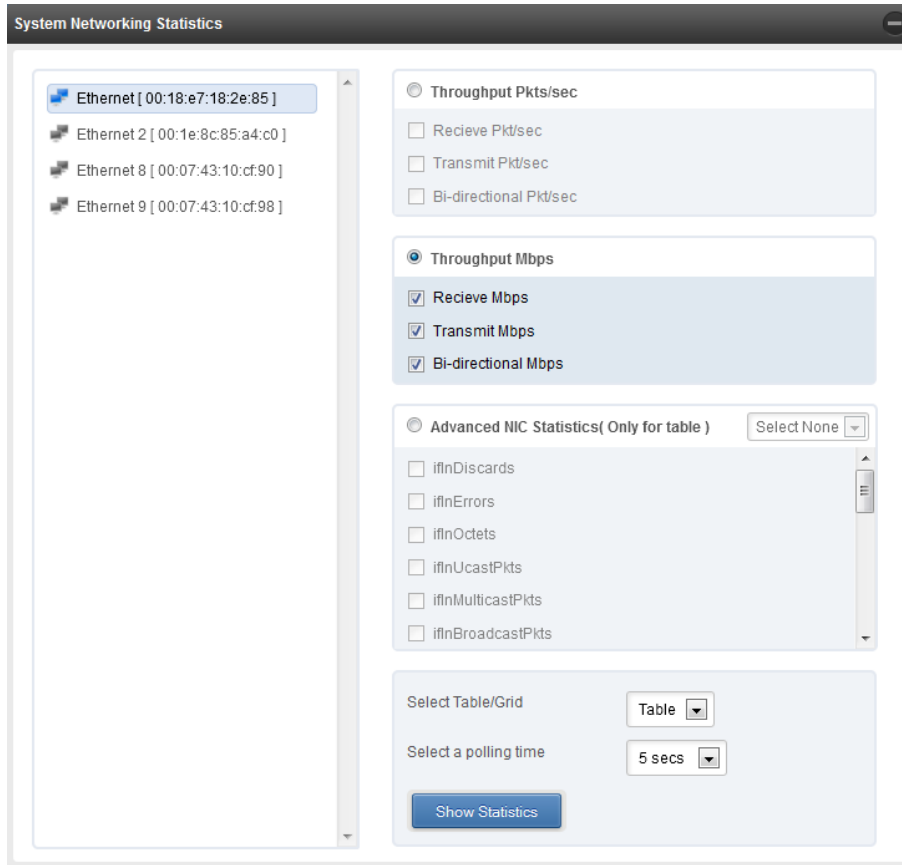 System Networking Statistics
Ethernet [ 00:18:e7:18:2e:85 ]
Ethernet 2 [ 00:1e:8c:85:a4:c0 ]
Ethernet 8 [ 00:07:43:10:cf:90 ]
Ethernet 9 [ 00:07:43:10:cf:98 ]
Throughput Pkts/sec
Recieve Pkt/sec
Transmit Pkt/sec
Bi-directional Pkt/sec
Throughput Mbps
Recieve Mbps
Transmit Mbps
Bi-directional Mbps
Advanced NIC Statistics( Only for table ) Select None
ifInDiscards
ifInErrors
ifInOctets
ifInUcastPkts
ifInMulticastPkts
ifInBroadcastPkts
Select Table/Grid Table
Select a polling time 5 secs
Show Statistics